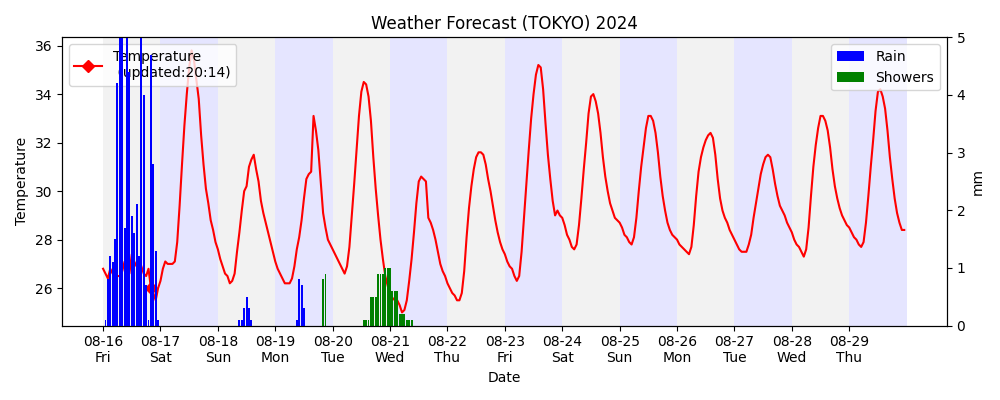 Weather Forecast (TOKYO) 2024
Temperature
(updated:20:14)
Rain
Showers
36
34
32
30
28
26
Temperature
5
4
3
2
1
0
mm
08-16 08-17 08-18 08-19 08-20 08-21 08-22 08-23 08-24 08-25 08-26 08-27 08-28 08-29
Fri Sat Sun Mon Tue Wed Thu Fri Sat Sun Mon Tue Wed Thu
Date